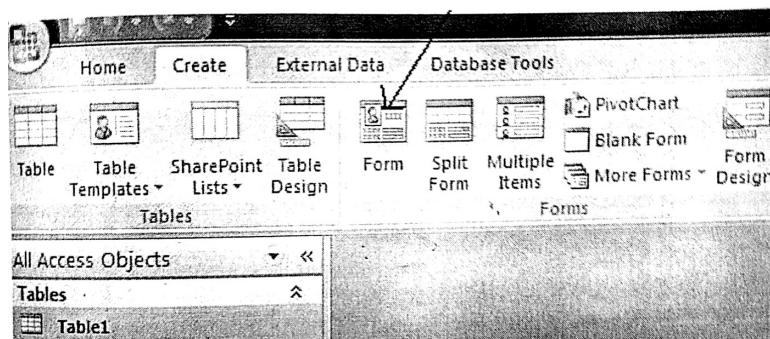 Home Create External Data Database Tools
Table
Table Templates
SharePoint Lists
Table Design
Form
Split Form
Multiple Items
PivotChart
Blank Form
More Forms
Form Design
Tables
Forms
All Access Objects
Tables
Table1